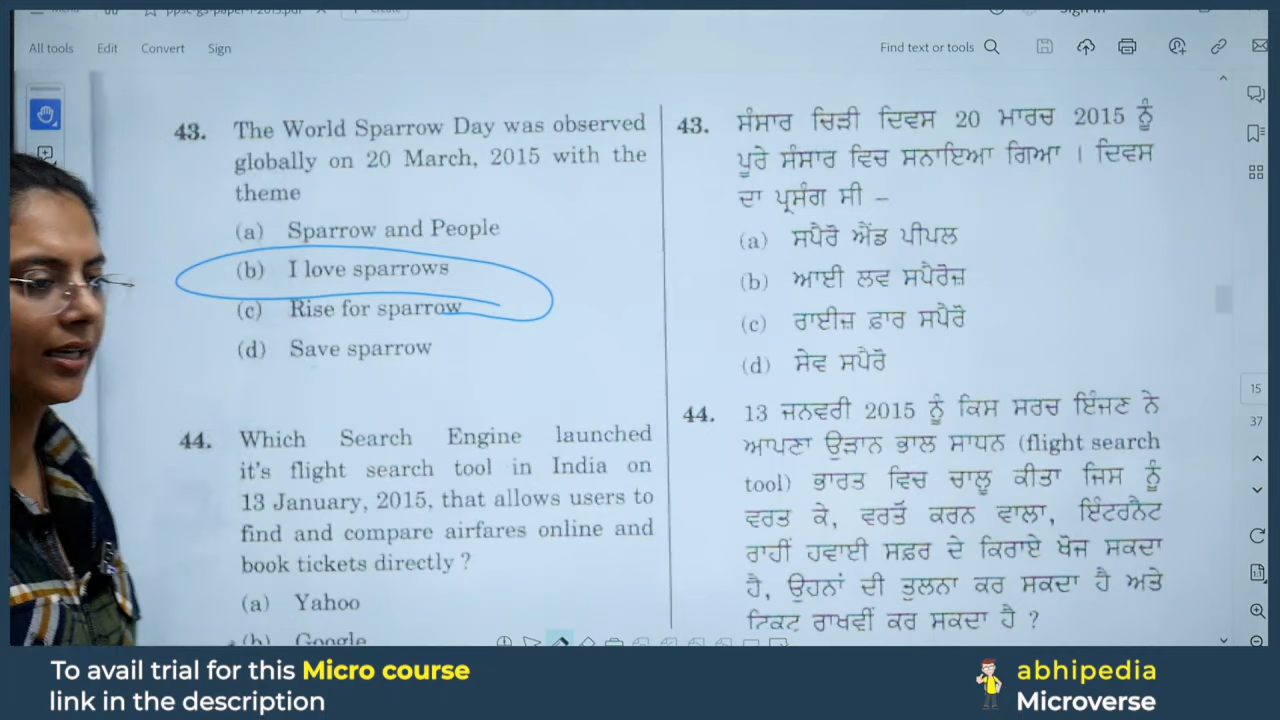 All tools Edit Convert Sign
Find text or tools
43. The World Sparrow Day was observed
globally on 20 March, 2015 with the
theme
(a) Sparrow and People
(b) I love sparrows
(c) Rise for sparrow
(d) Save sparrow
44. Which Search Engine launched
it's flight search tool in India on
13 January, 2015, that allows users to
find and compare airfares online and
book tickets directly ?
(a) Yahoo
(b) Google
43. ਸੰਸਾਰ ਚਿੜੀ ਦਿਵਸ 20 ਮਾਰਚ 2015 ਨੂੰ
ਪੂਰੇ ਸੰਸਾਰ ਵਿਚ ਸਨਾਇਆ ਗਿਆ । ਦਿਵਸ
ਦਾ ਪ੍ਰਸੰਗ ਸੀ –
(a) ਸਪੈਰੋ ਐਂਡ ਪੀਪਲ
(b) ਆਈ ਲਵ ਸਪੈਰੋਜ਼
(c) ਰਾਈਜ਼ ਫ਼ਾਰ ਸਪੈਰੋ
(d) ਸੇਵ ਸਪੈਰੋ
44. 13 ਜਨਵਰੀ 2015 ਨੂੰ ਕਿਸ ਸਰਚ ਇੰਜਣ ਨੇ
ਆਪਣਾ ਉਡਾਨ ਭਾਲ ਸਾਧਨ (flight search
tool) ਭਾਰਤ ਵਿਚ ਚਾਲੂ ਕੀਤਾ ਜਿਸ ਨੂੰ
ਵਰਤ ਕੇ, ਵਰਤੋਂ ਕਰਨ ਵਾਲਾ, ਇੰਟਰਨੈਟ
ਰਾਹੀਂ ਹਵਾਈ ਸਫ਼ਰ ਦੇ ਕਿਰਾਏ ਖੋਜ ਸਕਦਾ
ਹੈ, ਉਹਨਾਂ ਦੀ ਤੁਲਨਾ ਕਰ ਸਕਦਾ ਹੈ ਅਤੇ
ਟਿਕਟ ਰਾਖਵੀਂ ਕਰ ਸਕਦਾ ਹੈ ?
15
37
To avail trial for this Micro course
link in the description
abhipedia
Microverse